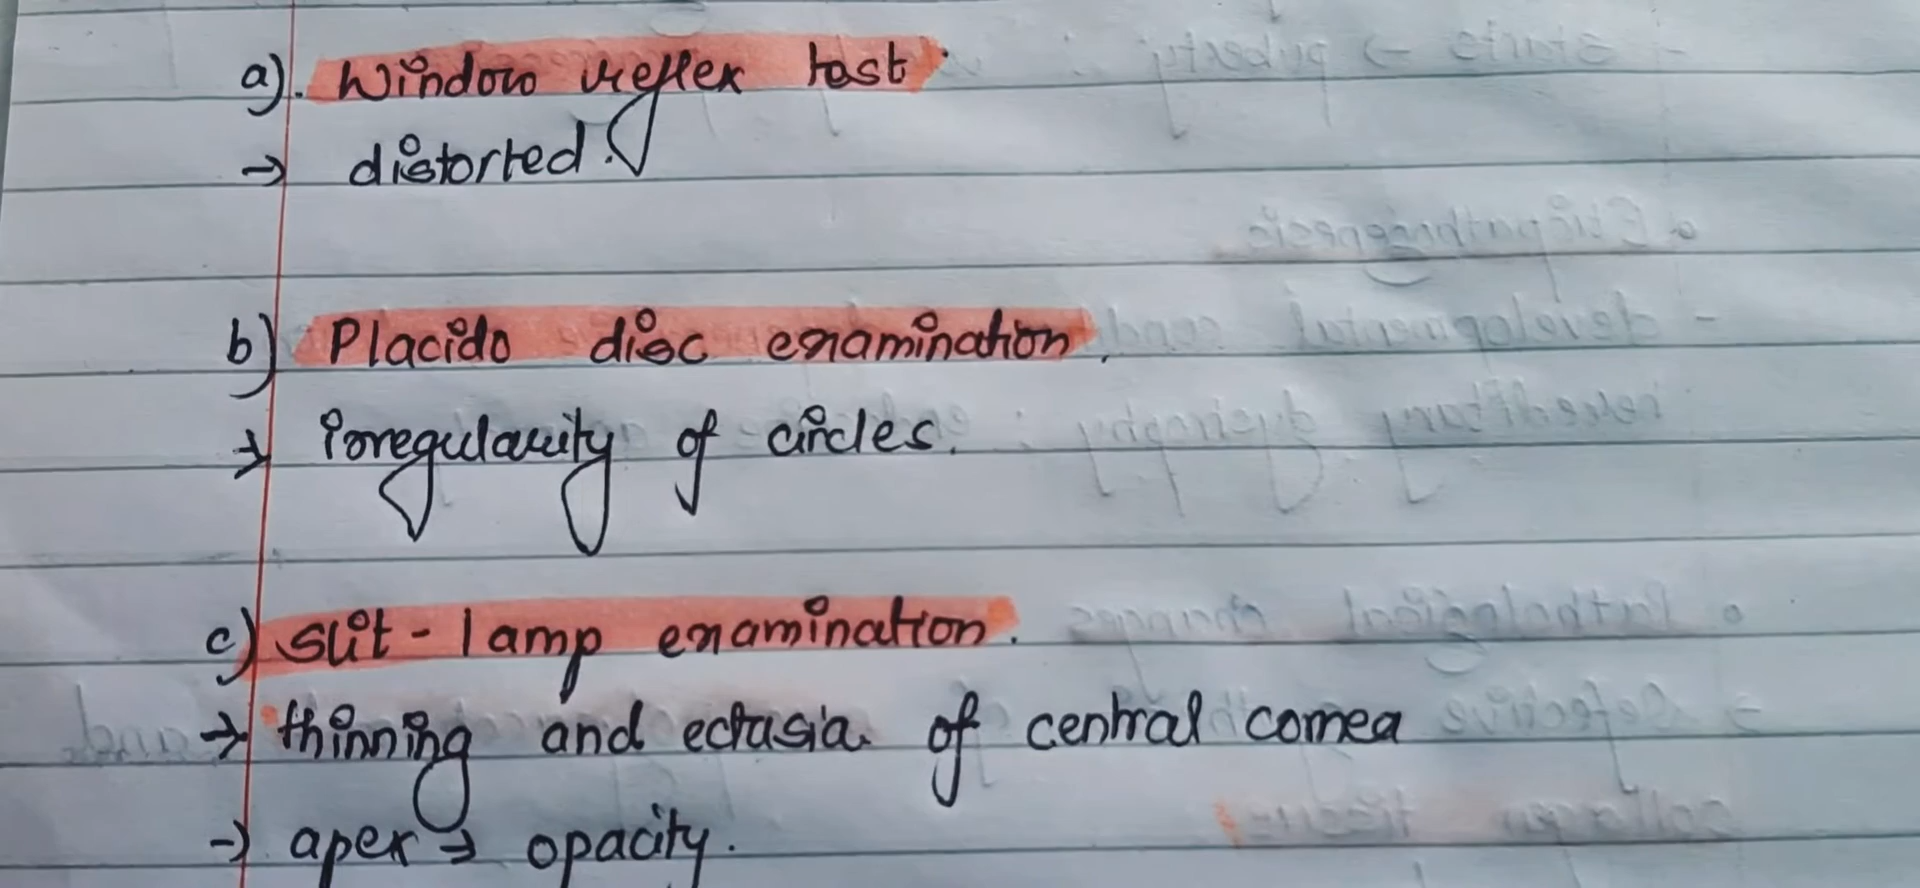 a). Window reflex test.
→ distorted.
b) Placido disc examination.
→ irregularity of circles.
c) slit-lamp examination.
→ thinning and ectasia of central cornea
→ apex → opacity.